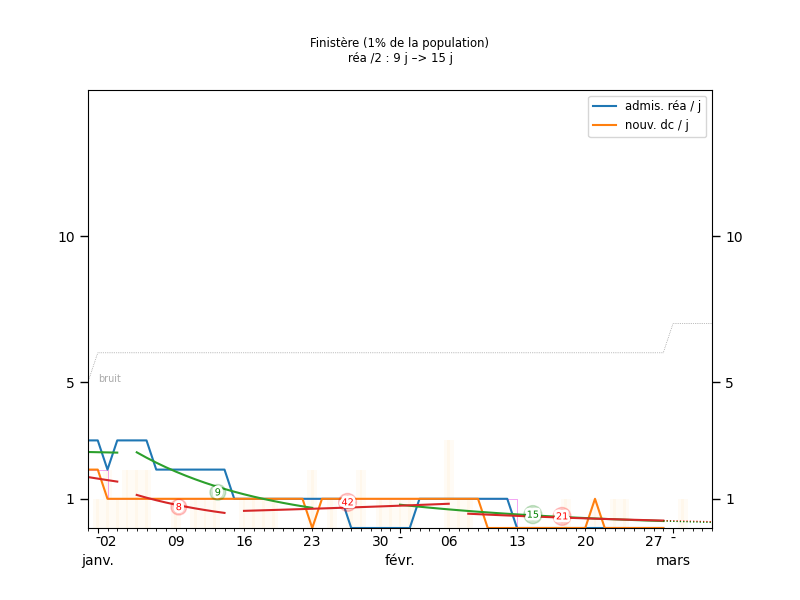 Finistère (1% de la population)
réa /2 : 9 j –> 15 j
admis. réa / j
nouv. dc / j
10
10
5
5
bruit
1
1
9
8
42
15
21
02
09
16
23
30
06
13
20
27
janv.
févr.
mars